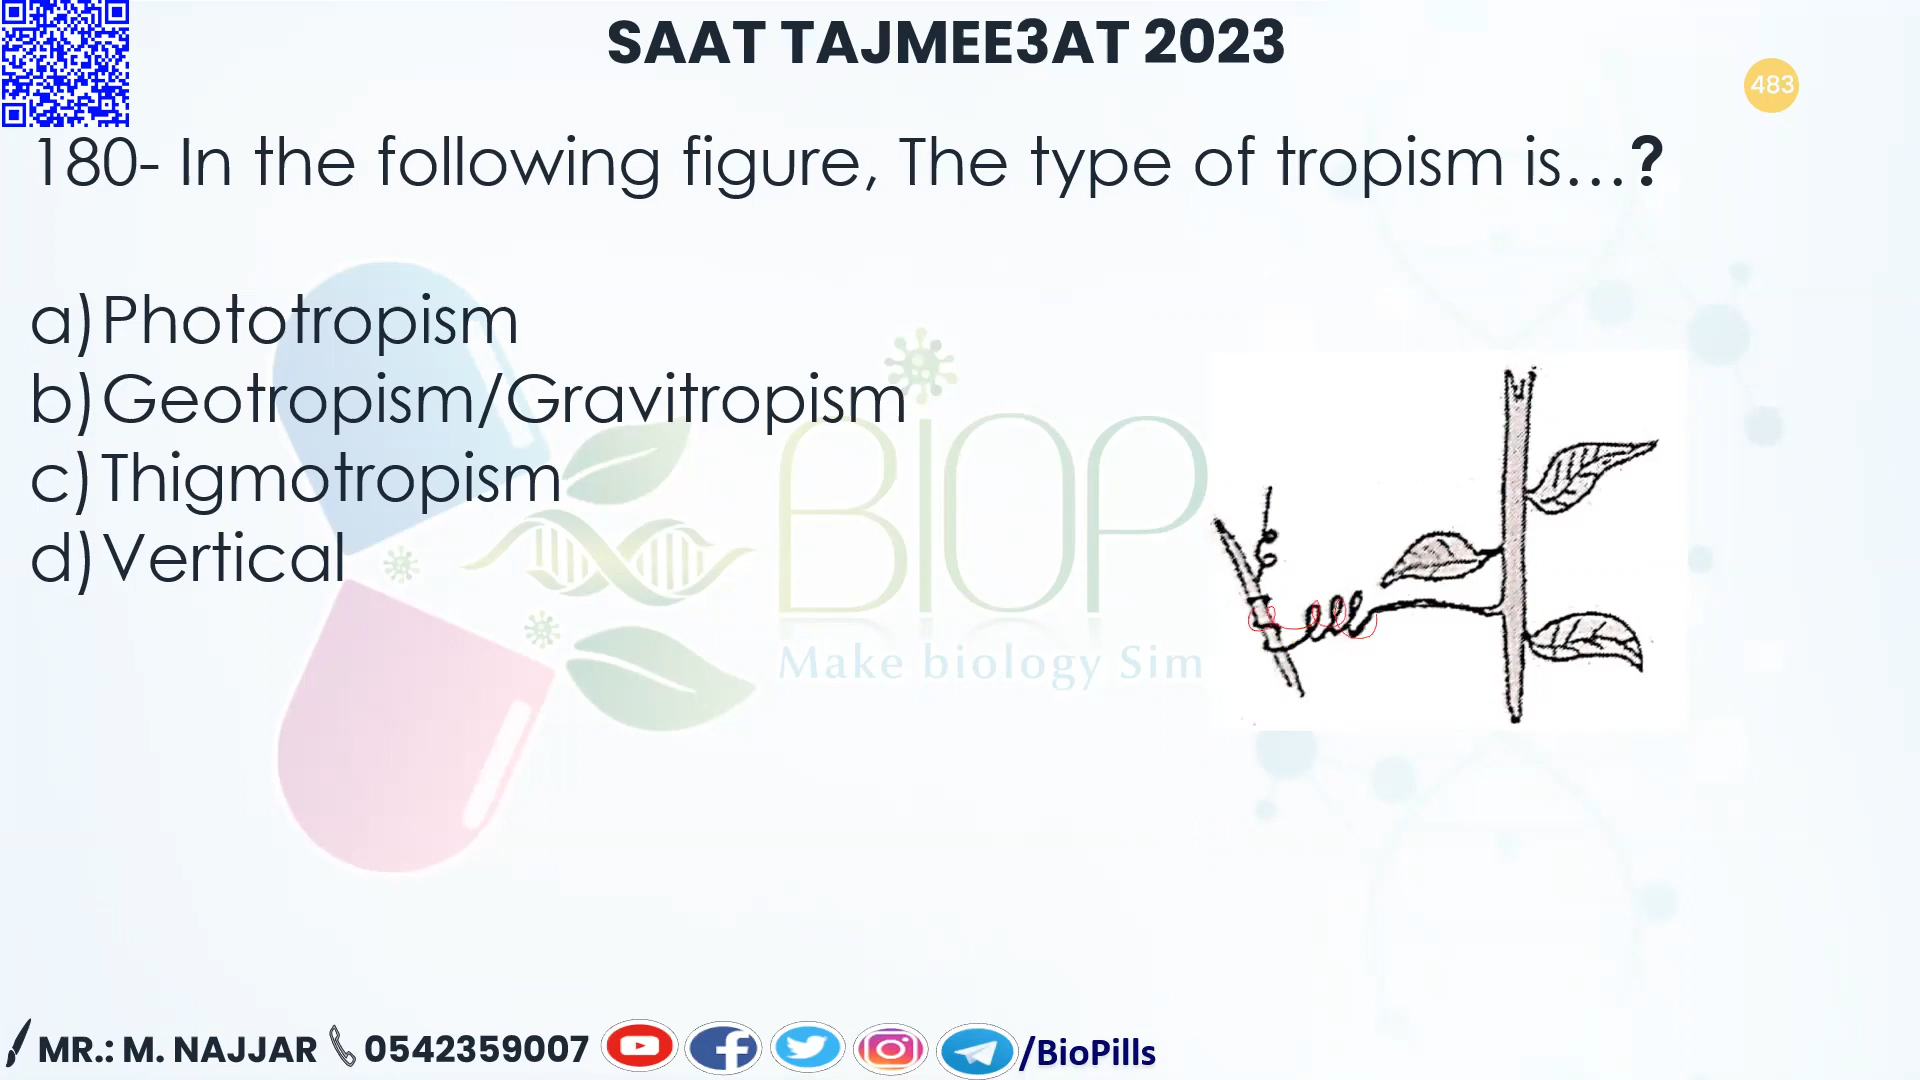 SAAT TAJMEE3AT 2023
483
180- In the following figure, The type of tropism is...?
a) Phototropism
b) Geotropism/Gravitropism
c) Thigmotropism
d) Vertical
BIOP
Make biology Sim
MR.: M. NAJJAR 0542359007 /BioPills